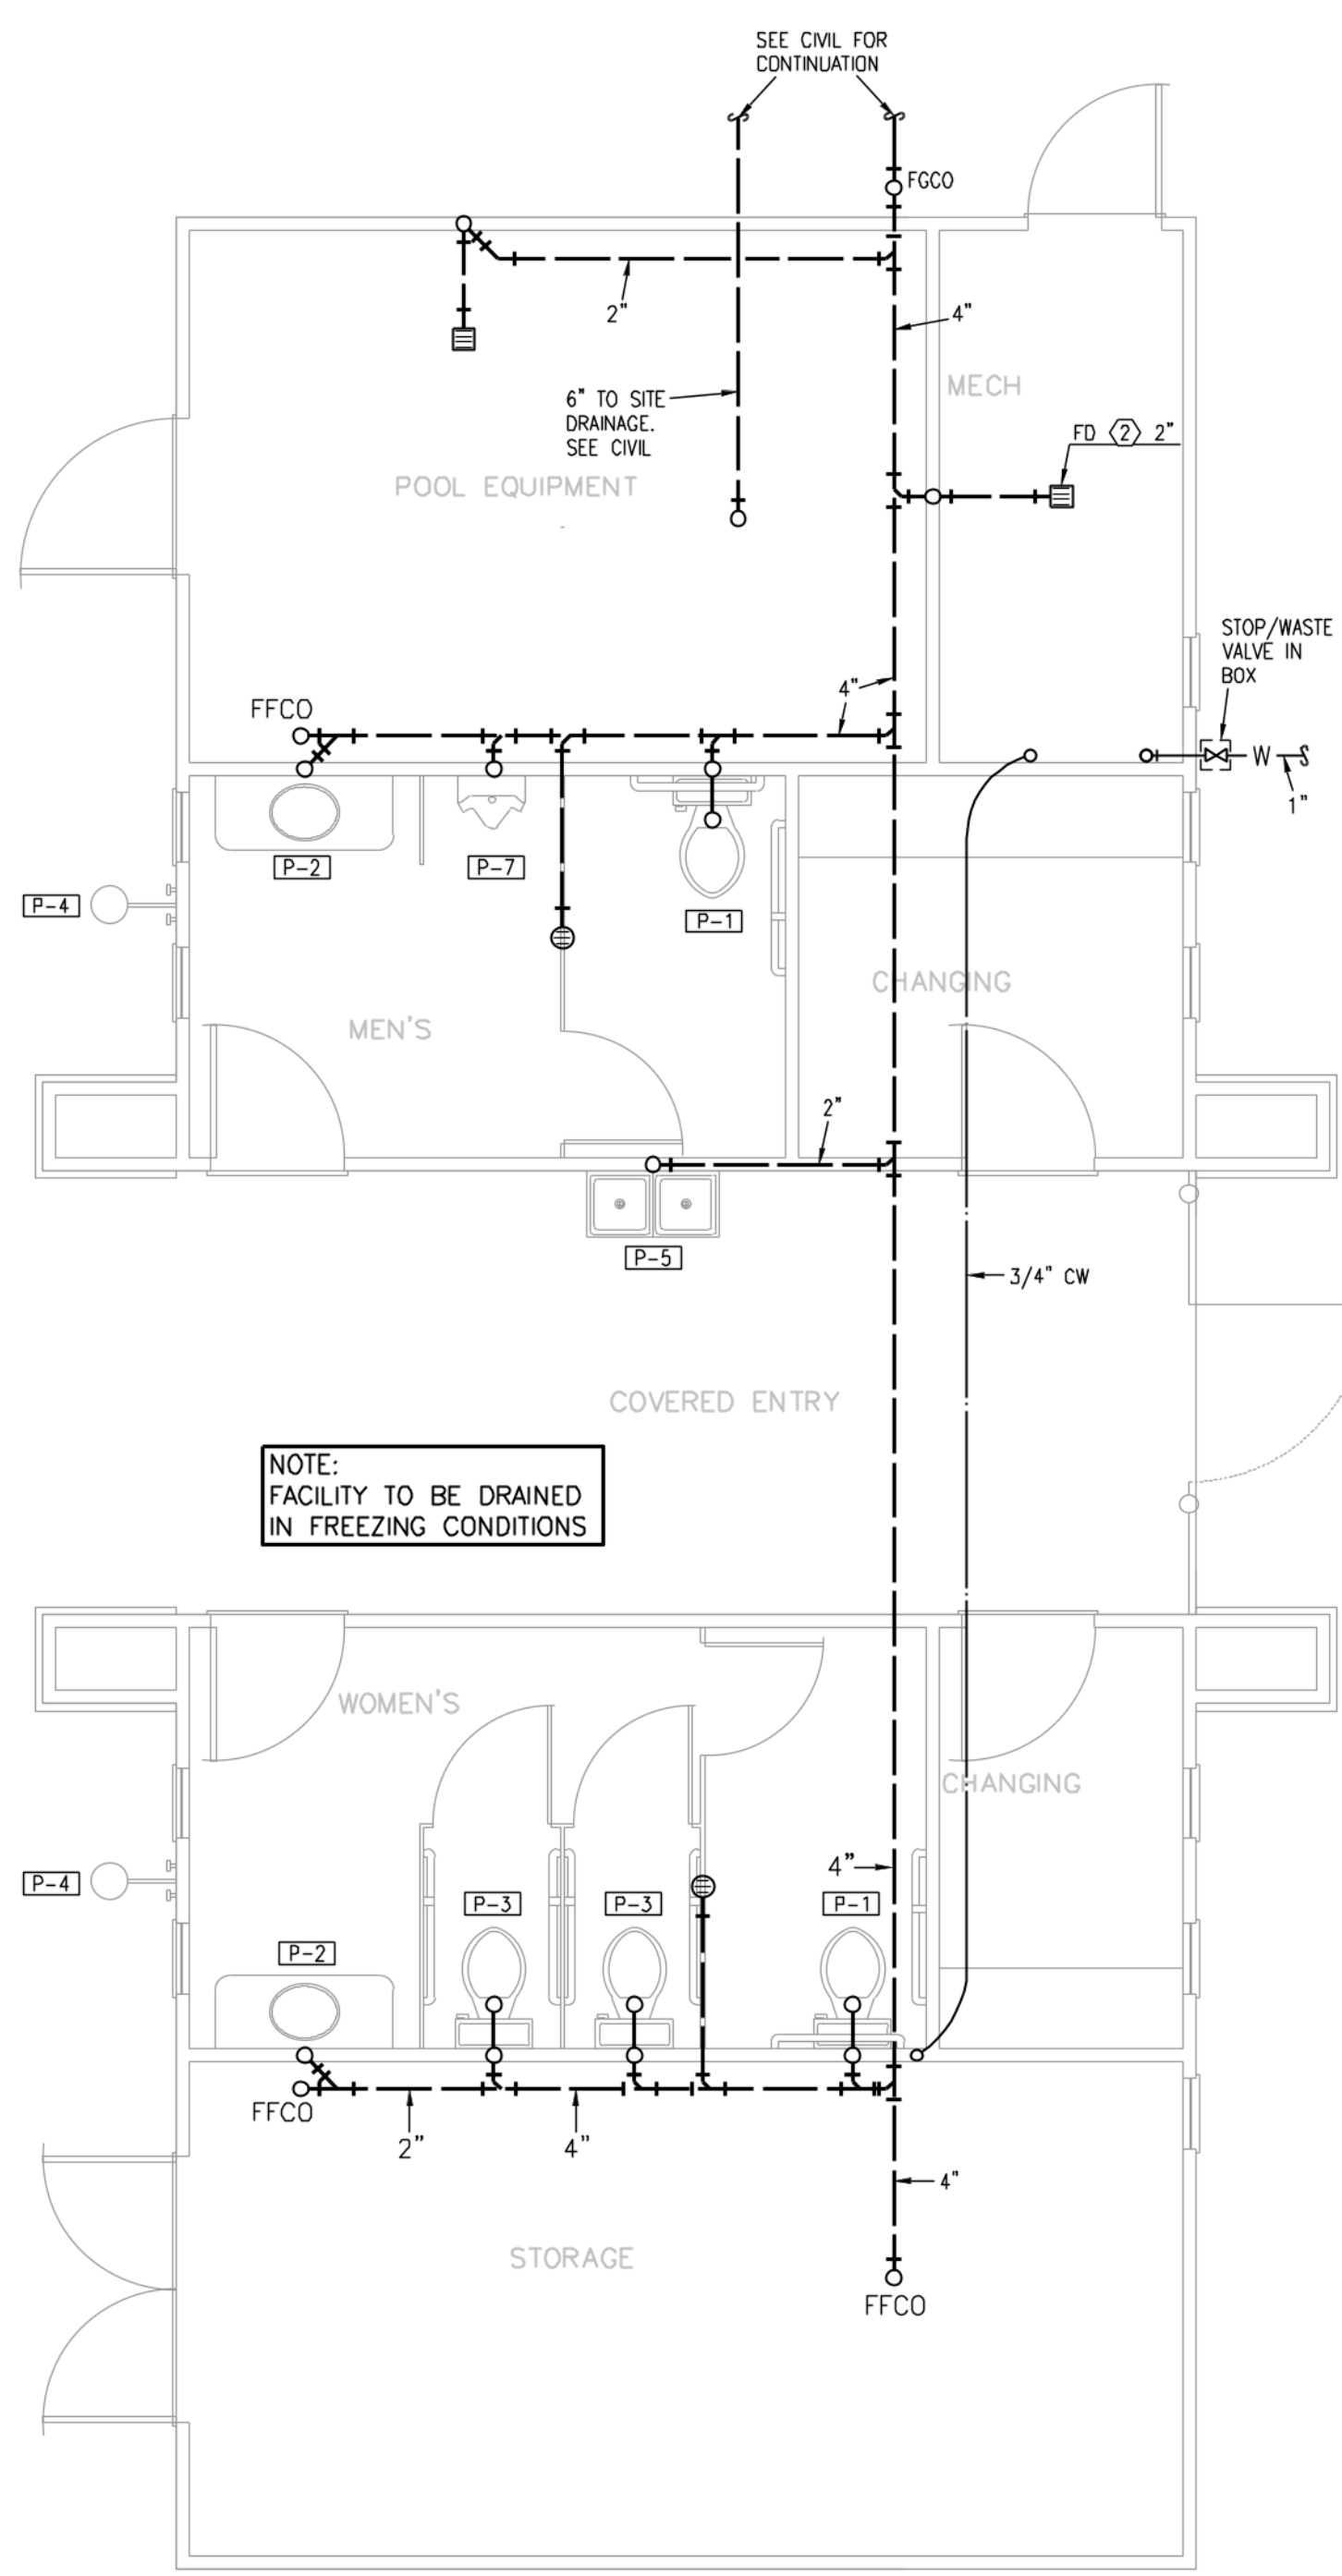 SEE CIVIL FOR
CONTINUATION
FGCO
2"
4"
6" TO SITE
DRAINAGE.
SEE CIVIL
MECH
FD 2 2"
POOL EQUIPMENT
STOP/WASTE
VALVE IN
BOX
4"
FFCO
W S
1"
P-2
P-7
P-4
P-1
CHANGING
MEN'S
2"
P-5
3/4" CW
COVERED ENTRY
NOTE:
FACILITY TO BE DRAINED
IN FREEZING CONDITIONS
WOMEN'S
CHANGING
4"
P-4
P-3
P-3
P-1
P-2
FFCO
2"
4"
4"
STORAGE
FFCO